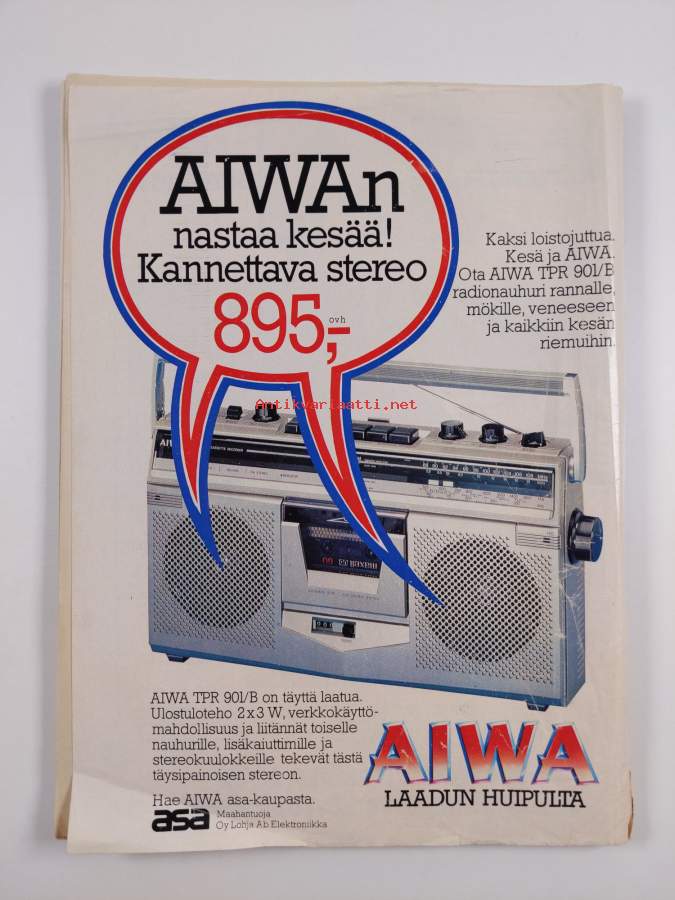 AIWAn
nastaa kesää!
Kannettava stereo
895,-
ovh
Kaksi loistojuttua.
Kesä ja AIWA.
Ota AIWA TPR 901/B
radionauhuri rannalle,
mökille, veneeseen
ja kaikkiin kesän
riemuihin.
Antikvariaatti.net
AIWA
maxell
AIWA TPR 901/B on täyttä laatua.
Ulostuloteho 2x3 W, verkkokäyttö-
mahdollisuus ja liitännät toiselle
nauhurille, lisäkaiuttimille ja
stereokuulokkeille tekevät tästä
täysipainoisen stereon.
Hae AIWA asa-kaupasta.
asa Maahantuoja
Oy Lohja Ab Elektroniikka
AIWA
LAADUN HUIPULTA